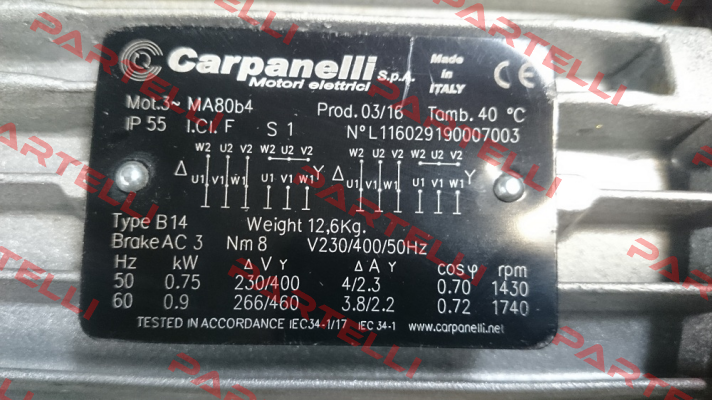 Carpanelli S.p.A.
Motori elettrici
Made in ITALY
CE
Mot.3~ MA80b4 Prod. 03/16 Tamb. 40 °C
IP 55 I.Cl. F S 1 N° L116029190007003
W2 U2 V2 W2 U2 V2 W2 U2 V2 W2 U2 V2
Δ U1 V1 W1 U1 V1 W1 Y Δ U1 V1 W1 U1 V1 W1 Y
Type B14 Weight 12,6Kg.
Brake AC 3 Nm 8 V230/400/50Hz
Hz kW Δ V Y Δ A Y cosφ rpm
50 0.75 230/400 4/2.3 0.70 1430
60 0.9 266/460 3.8/2.2 0.72 1740
TESTED IN ACCORDANCE IEC34-1/17 IEC 34-1 www.carpanelli.net
PARTELLI